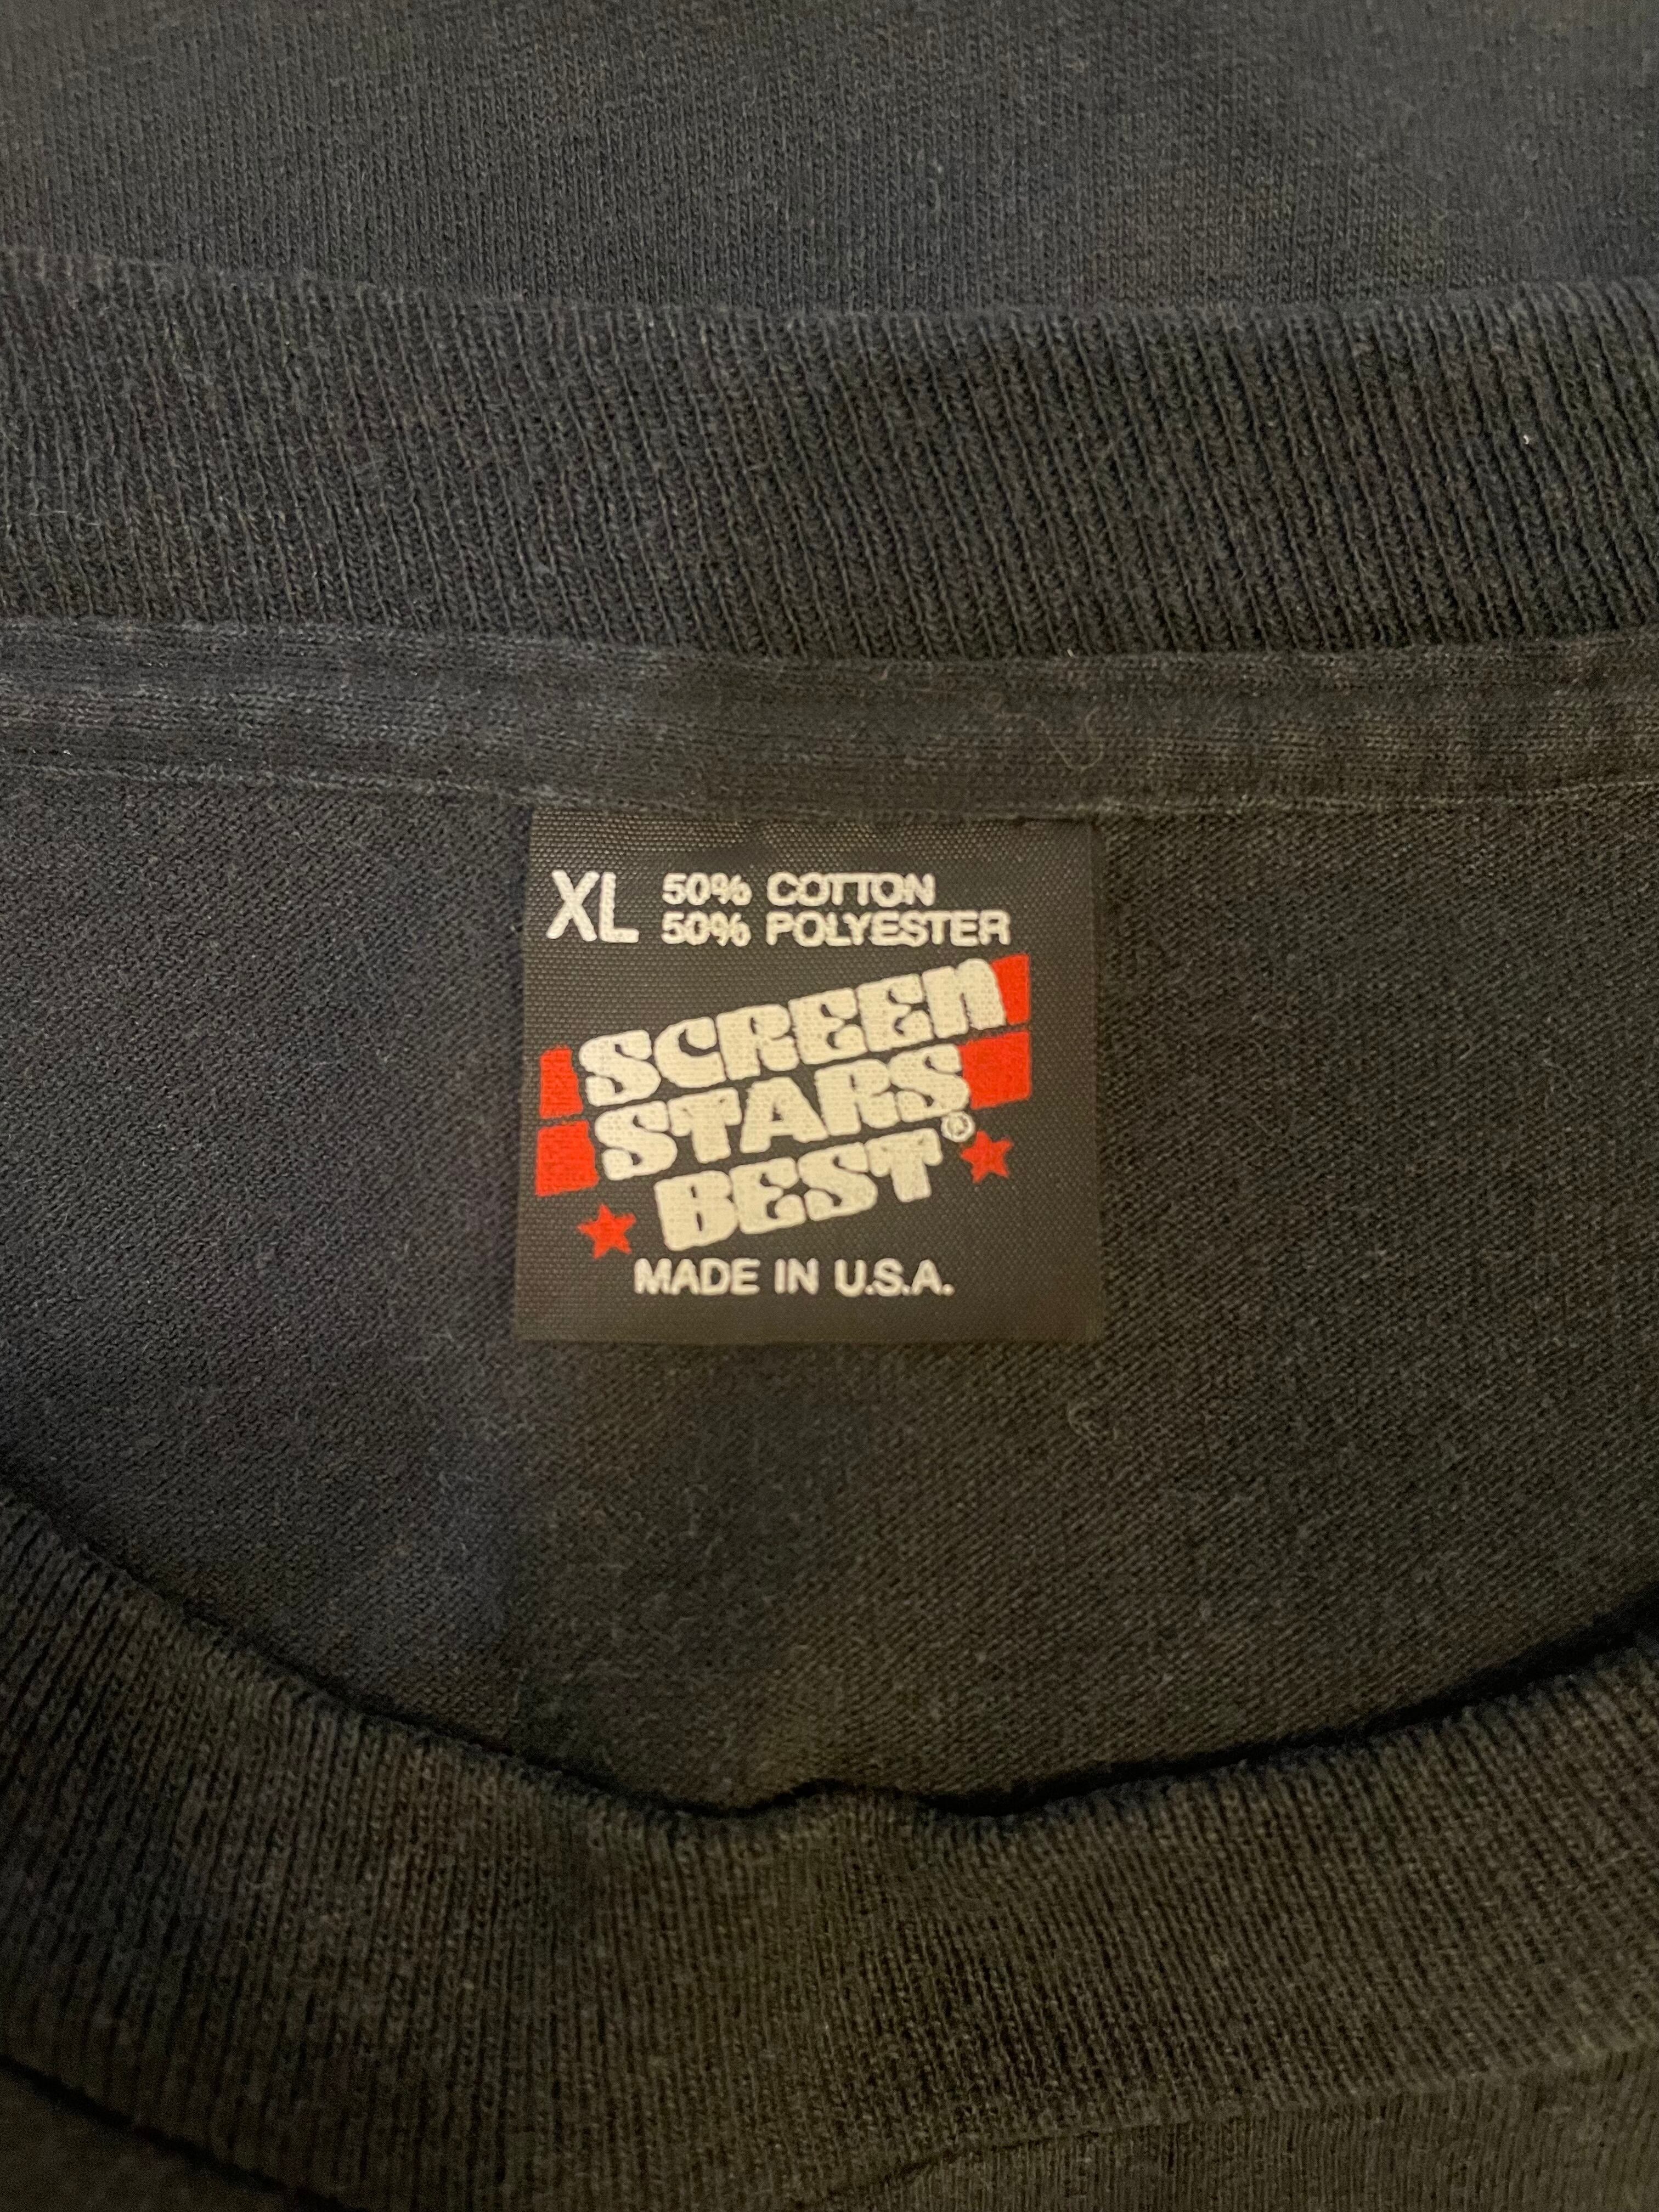 XL 50% COTTON
50% POLYESTER
SCREEN
STARS
BEST®
MADE IN U.S.A.